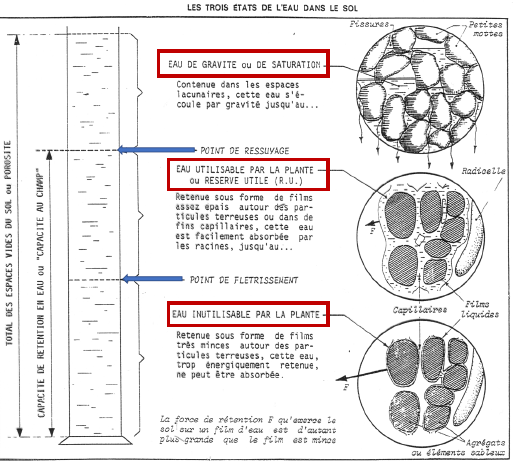 LES TROIS ÉTATS DE L'EAU DANS LE SOL
Fissures
Petites
mottes
EAU DE GRAVITE ou DE SATURATION
Contenue dans les espaces
lacunaires, cette eau s'é-
coule par gravité jusqu'au...
POINT DE RESSUYAGE
EAU UTILISABLE PAR LA PLANTE
ou RESERVE UTILE (R.U.)
Radicelle
Retenue sous forme de films
assez epais autour des par-
ticules terreuses ou dans de
fins capillaires, cette eau
est facilement absorbée par
les racines, jusqu'au...
F
POINT DE FLETRISSEMENT
Capillaires
Films
liquides
EAU INUTILISABLE PAR LA PLANTE
Retenue sous forme de films
très minces autour des par-
ticules terreuses, cette eau,
trop énergiquement retenue,
ne peut être absorbée.
F
La force de rétention F qu'exerce le
sol sur un film d'eau est d'autant
plus grande que le film est mince
Agrégats
ou éléments sableux
TOTAL DES ESPACES VIDES DU SOL ou POROSITE
CAPACITE DE RETENTION EN EAU ou "CAPACITE AU CHAMP"